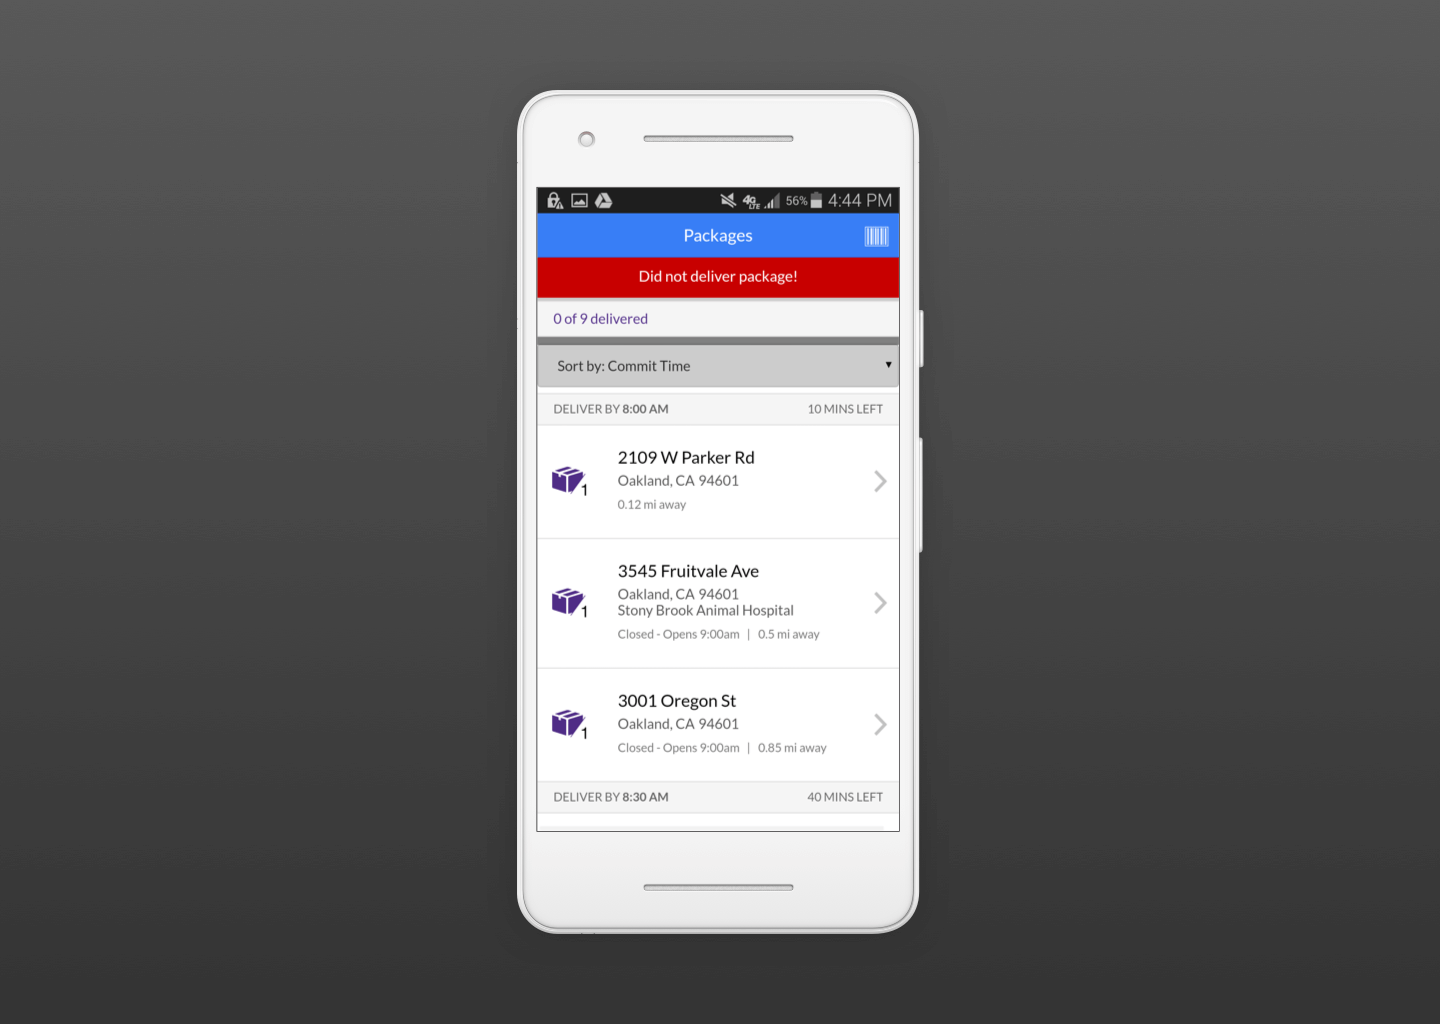 4G LTE 56% 4:44 PM
Packages
Did not deliver package!
0 of 9 delivered
Sort by: Commit Time
DELIVER BY 8:00 AM 10 MINS LEFT
2109 W Parker Rd
Oakland, CA 94601
0.12 mi away
1
3545 Fruitvale Ave
Oakland, CA 94601
Stony Brook Animal Hospital
Closed - Opens 9:00am | 0.5 mi away
1
3001 Oregon St
Oakland, CA 94601
Closed - Opens 9:00am | 0.85 mi away
1
DELIVER BY 8:30 AM 40 MINS LEFT